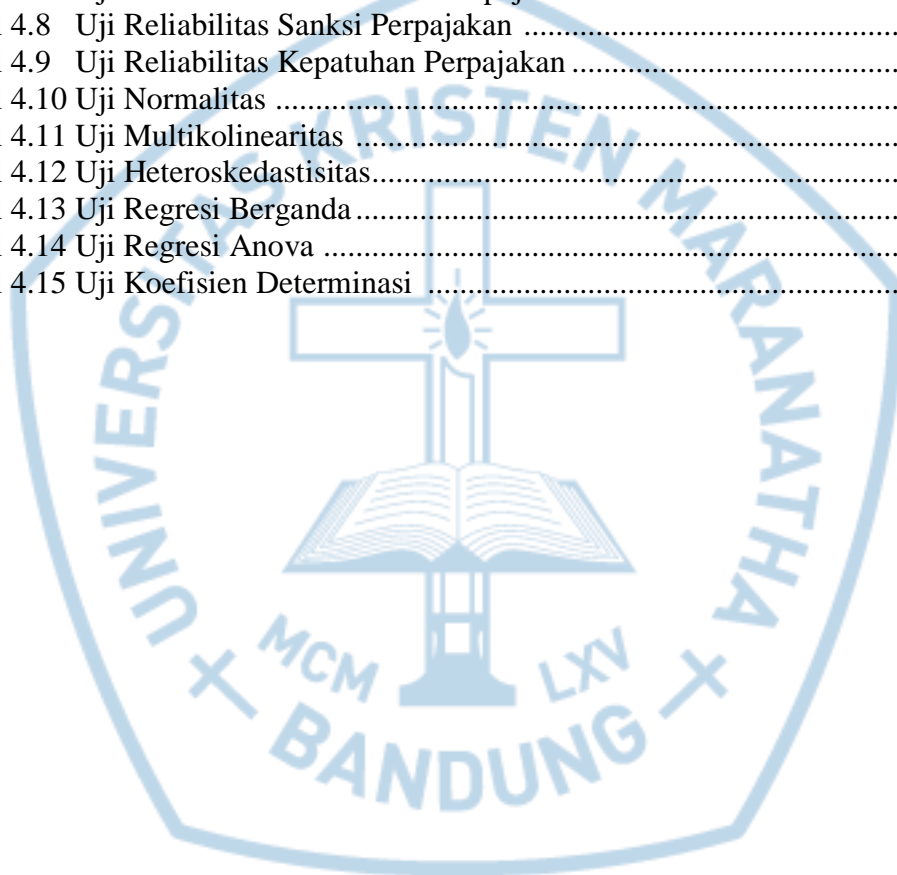 4.8 Uji Reliabilitas Sanksi Perpajakan ................................................
4.9 Uji Reliabilitas Kepatuhan Perpajakan ..........................................
4.10 Uji Normalitas ...............................................................................
4.11 Uji Multikolinearitas .....................................................................
4.12 Uji Heteroskedastisitas...................................................................
4.13 Uji Regresi Berganda .....................................................................
4.14 Uji Regresi Anova .........................................................................
4.15 Uji Koefisien Determinasi ............................................................
UNIVERSITAS KRISTEN MARANATHA
MCM LXV
BANDUNG